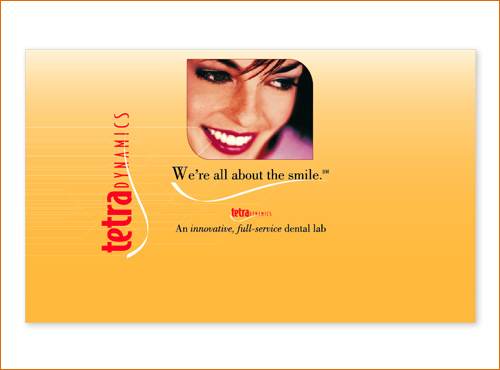 tetra DYNAMICS
We're all about the smile.SM
tetra DYNAMICS
An innovative, full-service dental lab